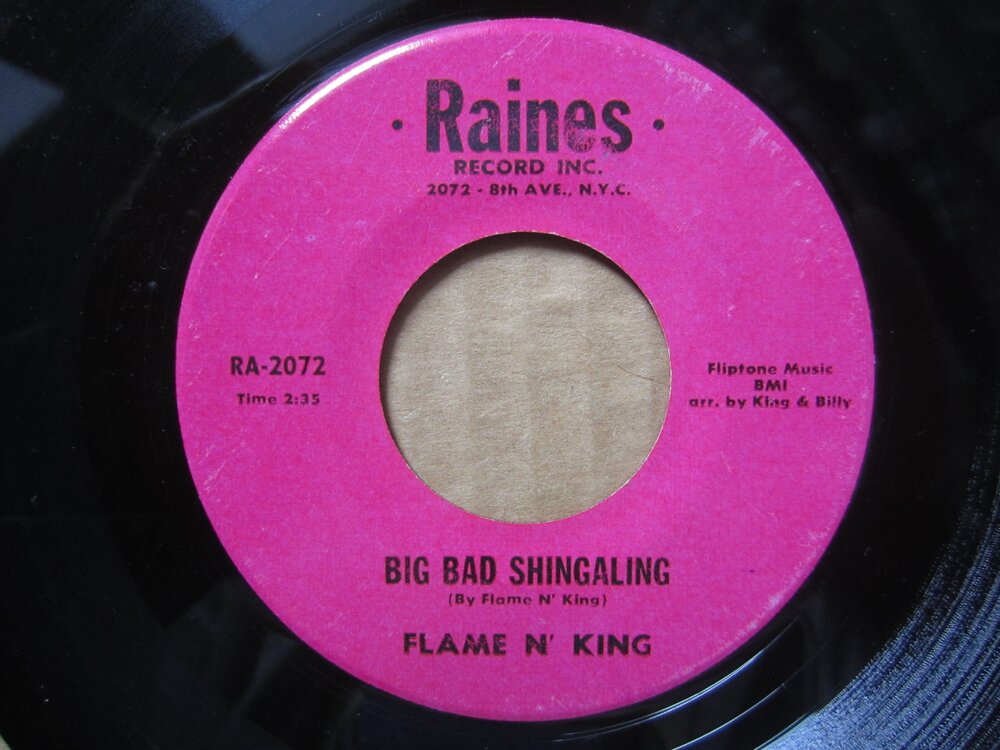 • Raines •
RECORD INC.
2072 - 8th AVE., N.Y.C.
RA-2072
Time 2:35
Fliptone Music
BMI
arr. by King & Billy
BIG BAD SHINGALING
(By Flame N' King)
FLAME N' KING